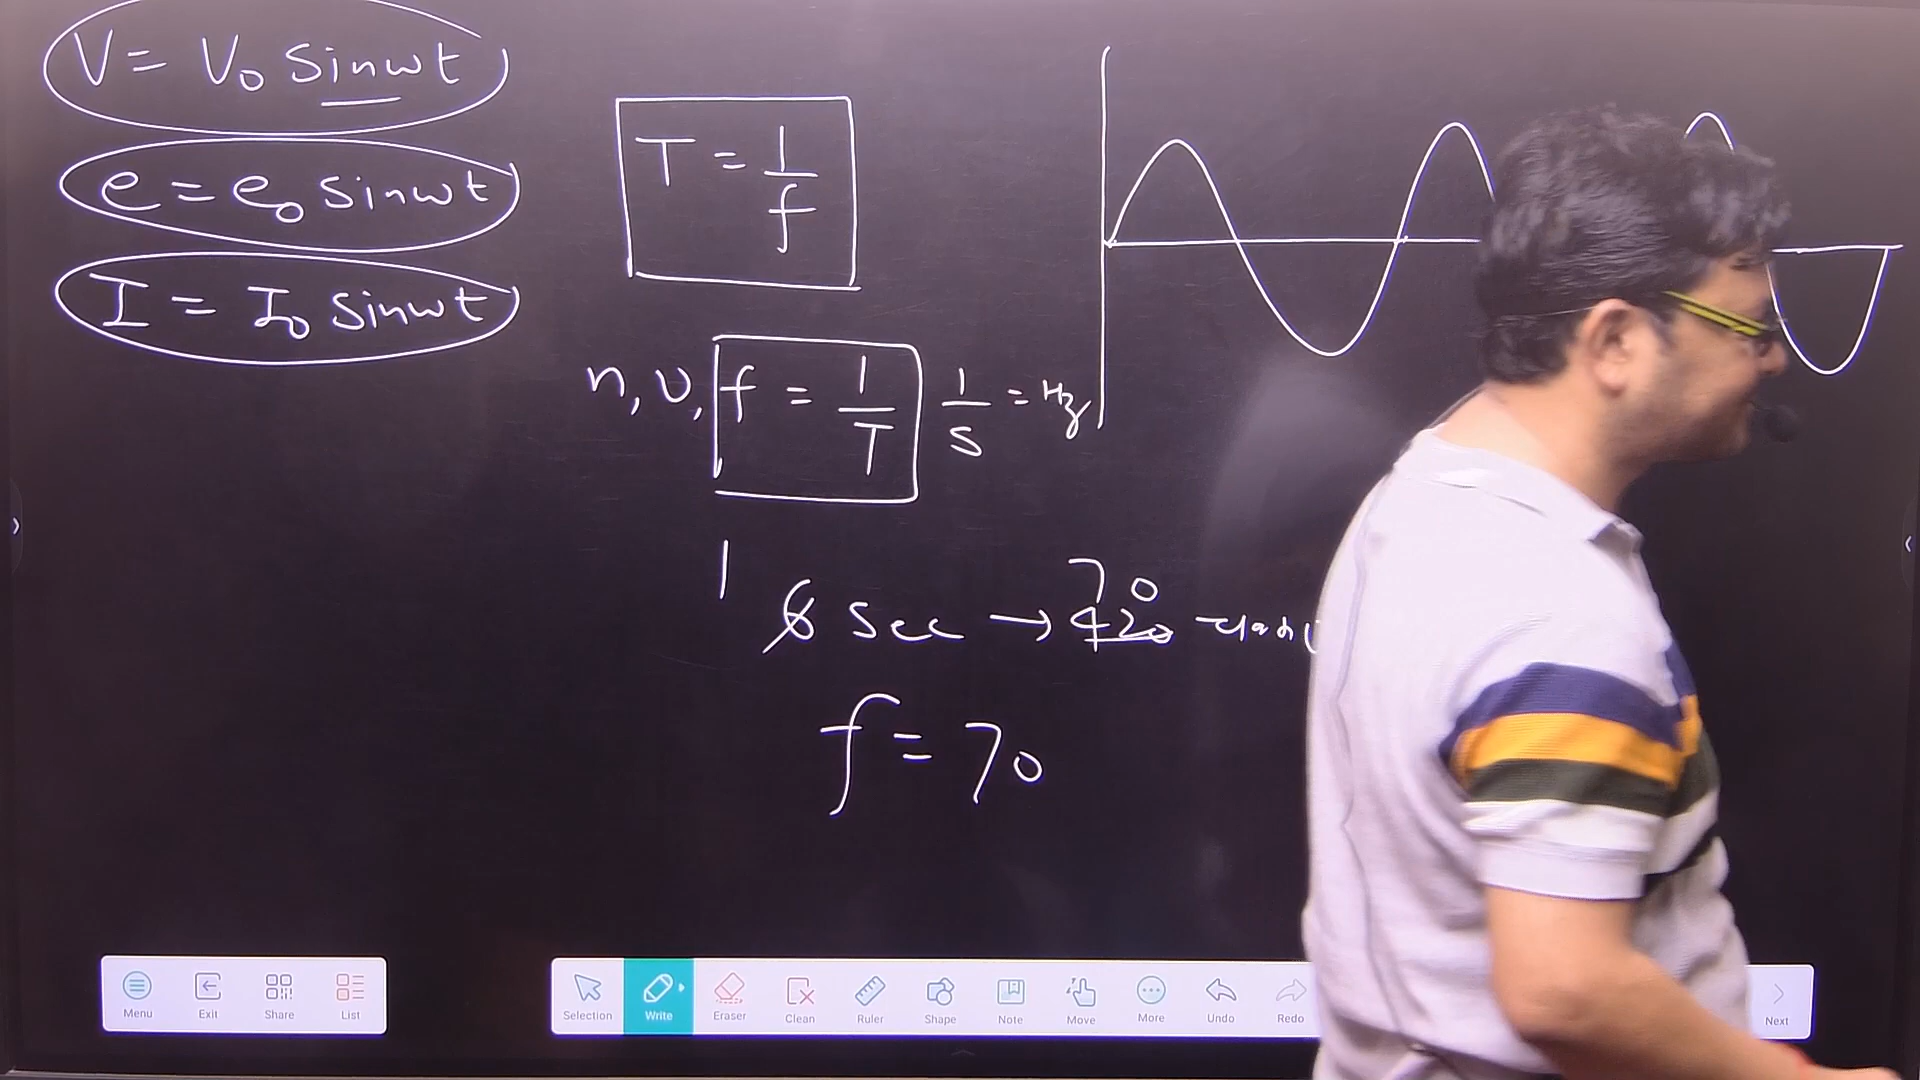 V = V₀ sinωt
e = e₀ sinωt
I = I₀ sinωt
T = 1/f
n, υ, f = 1/T 1/s = Hz
1 6 sec → 420
70
f = 70
Menu Exit Share List
Selection Write Eraser Clean Ruler Shape Note Move More Undo Redo Next